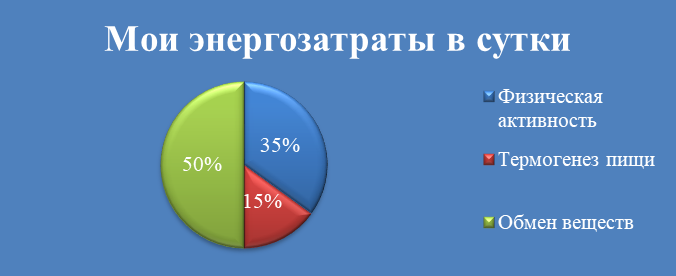 Мои энергозатраты в сутки
35%
15%
50%
Физическая
активность
Термогенез пищи
Обмен веществ